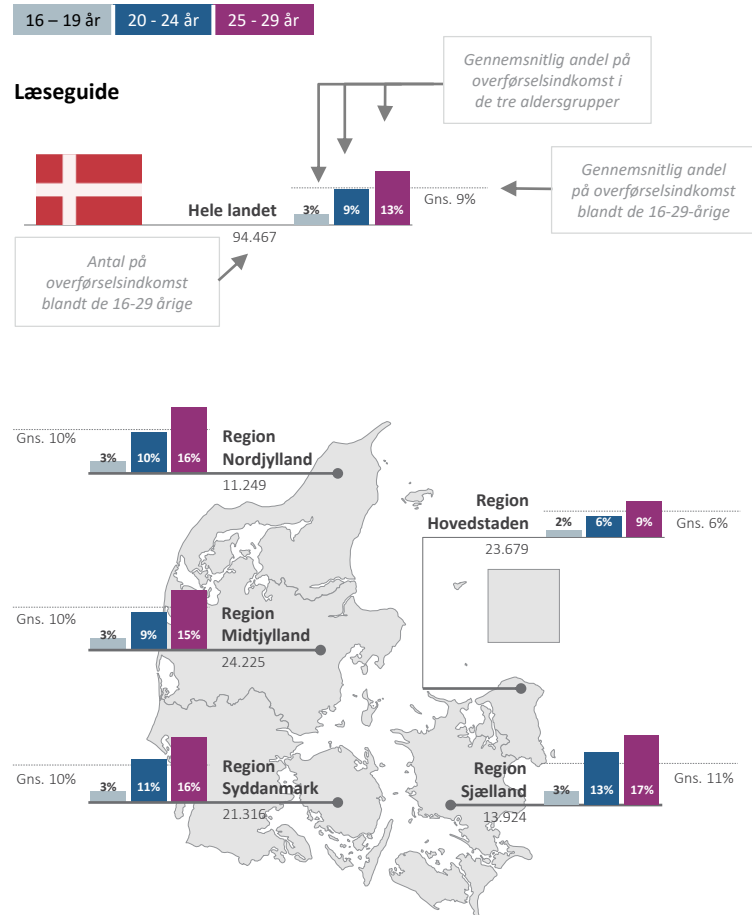 16 – 19 år
20 - 24 år
25 - 29 år
Læseguide
Gennemsnitlig andel på
overførselsindkomst i
de tre aldersgrupper
Gennemsnitlig andel
på overførselsindkomst
blandt de 16-29-årige
Hele landet
94.467
3%
9%
13%
Gns. 9%
Antal på
overførselsindkomst
blandt de 16-29 årige
Gns. 10%
3%
10%
16%
Region
Nordjylland
11.249
Region
Hovedstaden
23.679
2%
6%
9%
Gns. 6%
Gns. 10%
3%
9%
15%
Region
Midtjylland
24.225
Gns. 10%
3%
11%
16%
Region
Syddanmark
21.316
Region
Sjælland
13.924
3%
13%
17%
Gns. 11%